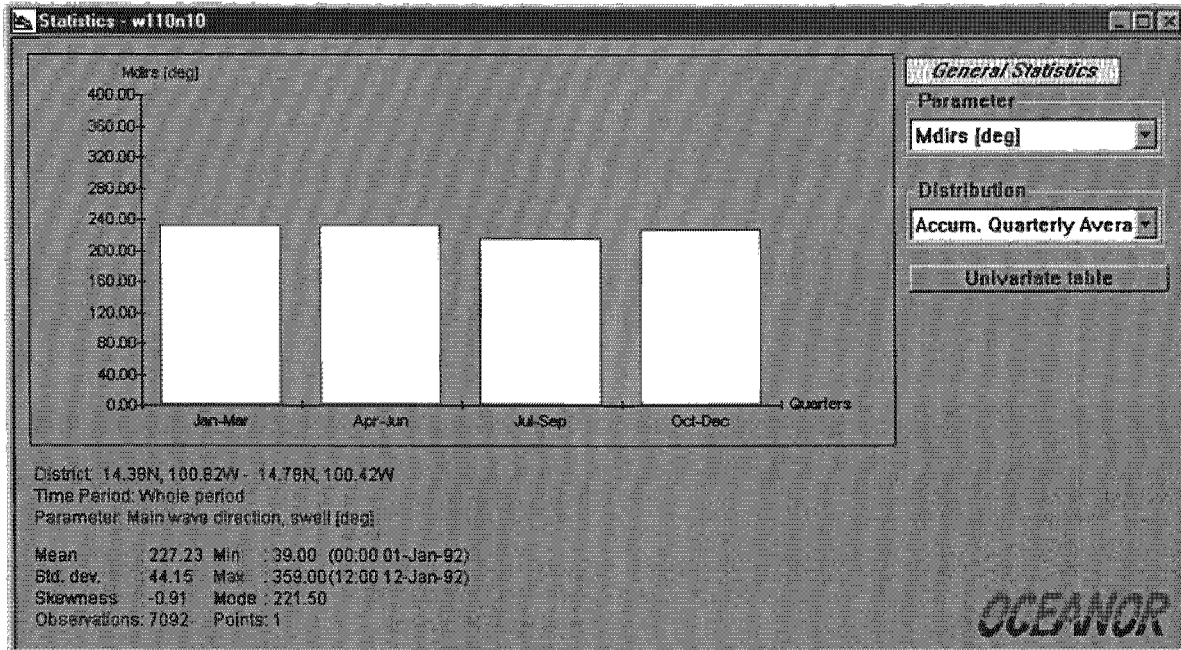 Statistics - w110n10
Mdirs [deg]
400.00
360.00
320.00
280.00
240.00
200.00
160.00
120.00
80.00
40.00
0.00
Jan-Mar
Apr-Jun
Jul-Sep
Oct-Dec
Quarters
General Statistics
Parameter
Mdirs [deg]
Distribution
Accum. Quarterly Avera
Univariate table
District: 14.38N, 100.82W - 14.78N, 100.42W
Time Period: Whole period
Parameter: Main wave direction, swell [deg]
Mean : 227.23 Min : 39.00 (00:00 01-Jan-92)
Std. dev. : 44.15 Max : 359.00(12:00 12-Jan-92)
Skewness : -0.91 Mode : 221.50
Observations: 7092 Points: 1
OCEANOR